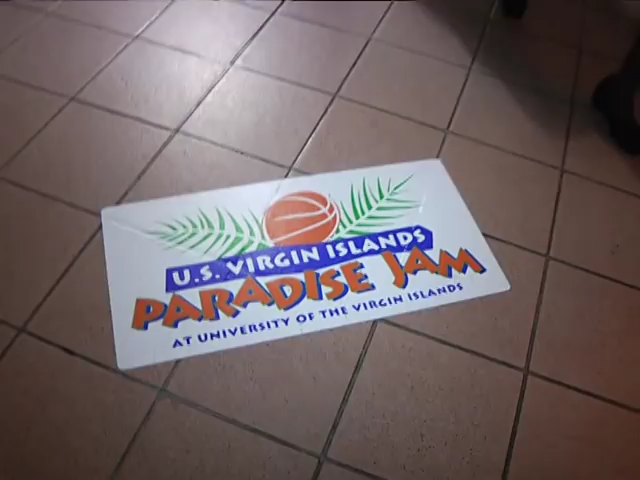 U.S. VIRGIN ISLANDS
PARADISE JAM
AT UNIVERSITY OF THE VIRGIN ISLANDS